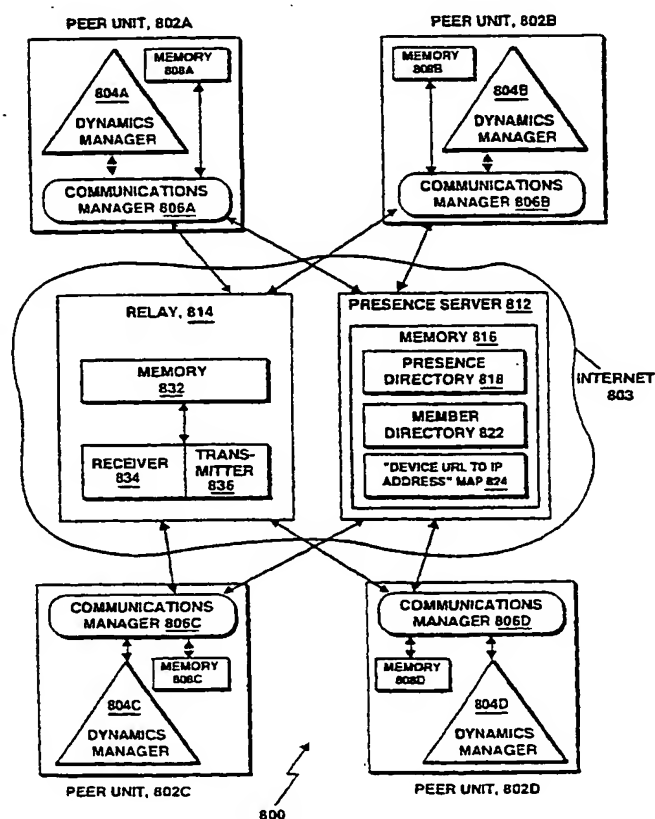 PEER UNIT, 802A
PEER UNIT, 802B
MEMORY
808A
804A
DYNAMICS
MANAGER
COMMUNICATIONS
MANAGER 806A
MEMORY
808B
804B
DYNAMICS
MANAGER
COMMUNICATIONS
MANAGER 806B
RELAY, 814
MEMORY
832
RECEIVER
834
TRANS-
MITTER
836
PRESENCE SERVER 812
MEMORY 816
PRESENCE
DIRECTORY 818
MEMBER
DIRECTORY 822
"DEVICE URL TO IP
ADDRESS" MAP 824
INTERNET
803
COMMUNICATIONS
MANAGER 806C
MEMORY
808C
804C
DYNAMICS
MANAGER
COMMUNICATIONS
MANAGER 806D
MEMORY
808D
804D
DYNAMICS
MANAGER
PEER UNIT, 802C
PEER UNIT, 802D
800